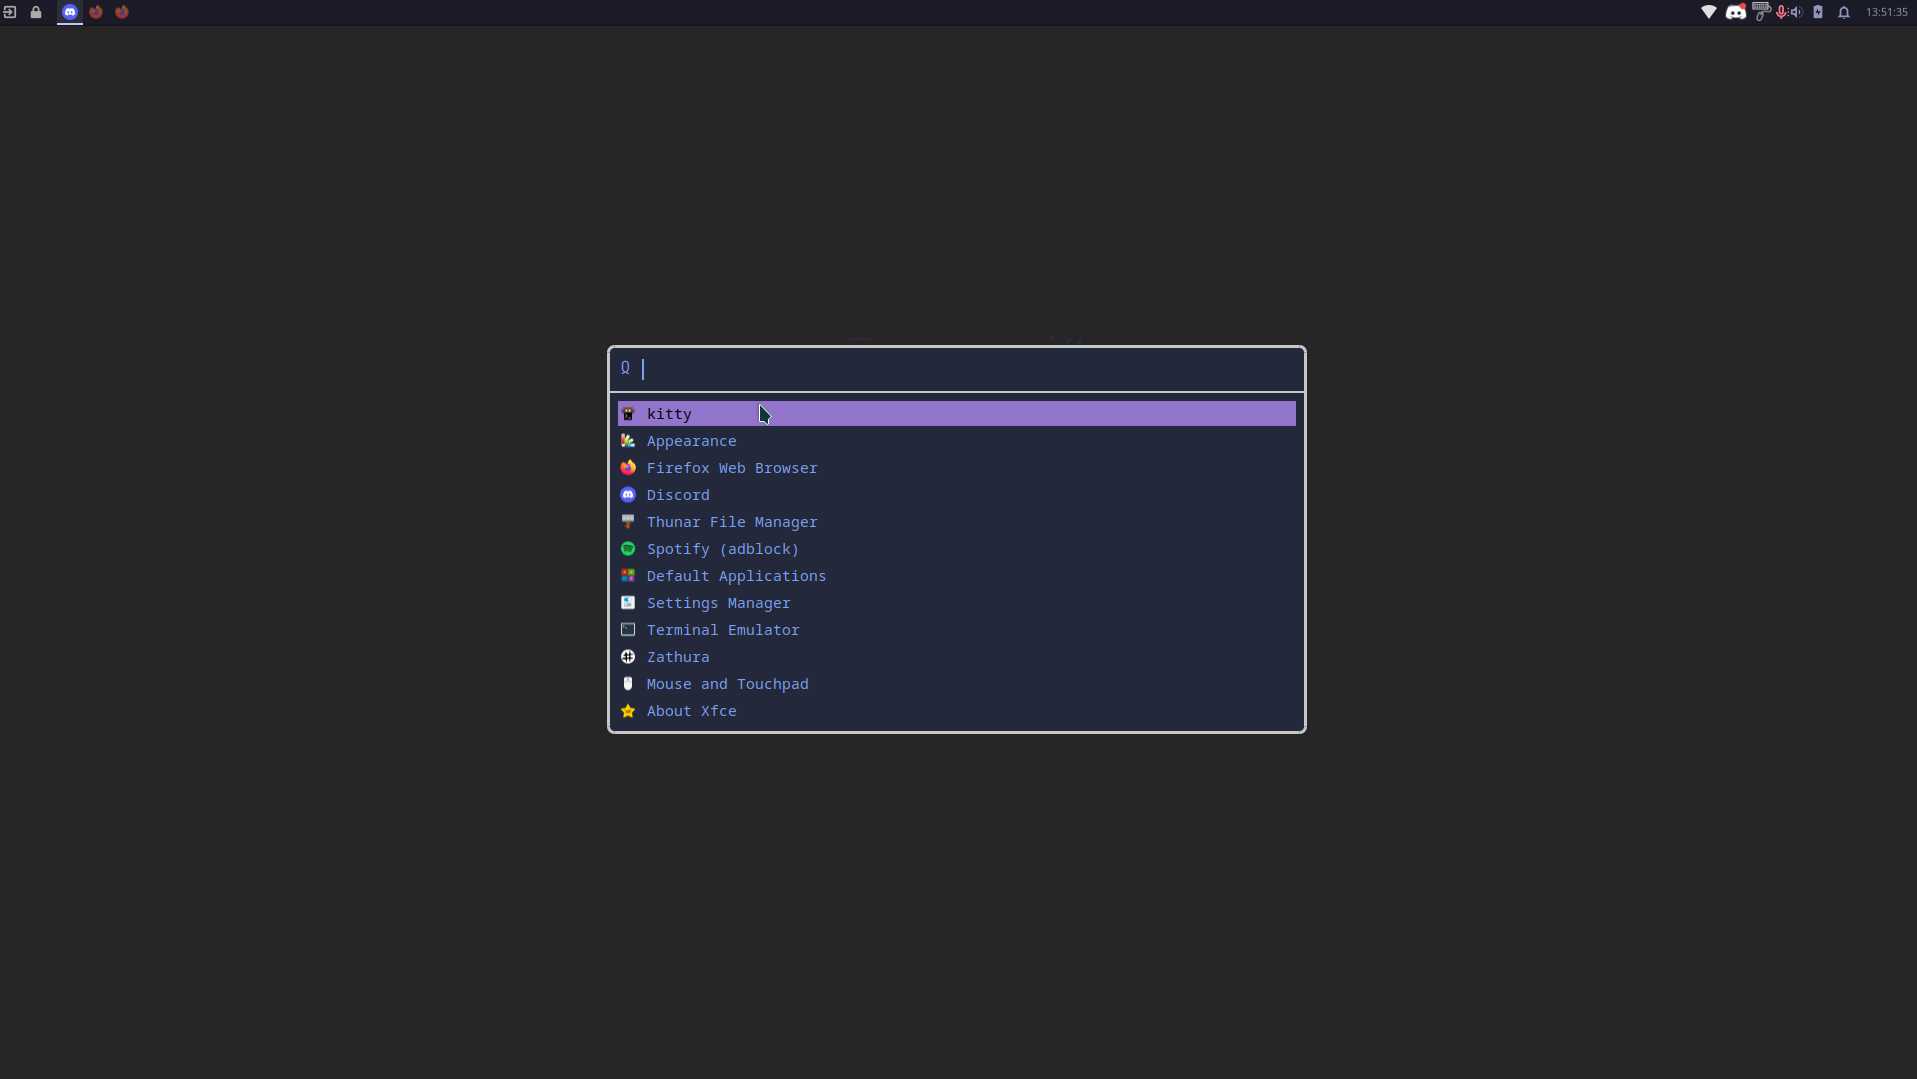 13:51:35
kitty
Appearance
Firefox Web Browser
Discord
Thunar File Manager
Spotify (adblock)
Default Applications
Settings Manager
Terminal Emulator
Zathura
Mouse and Touchpad
About Xfce